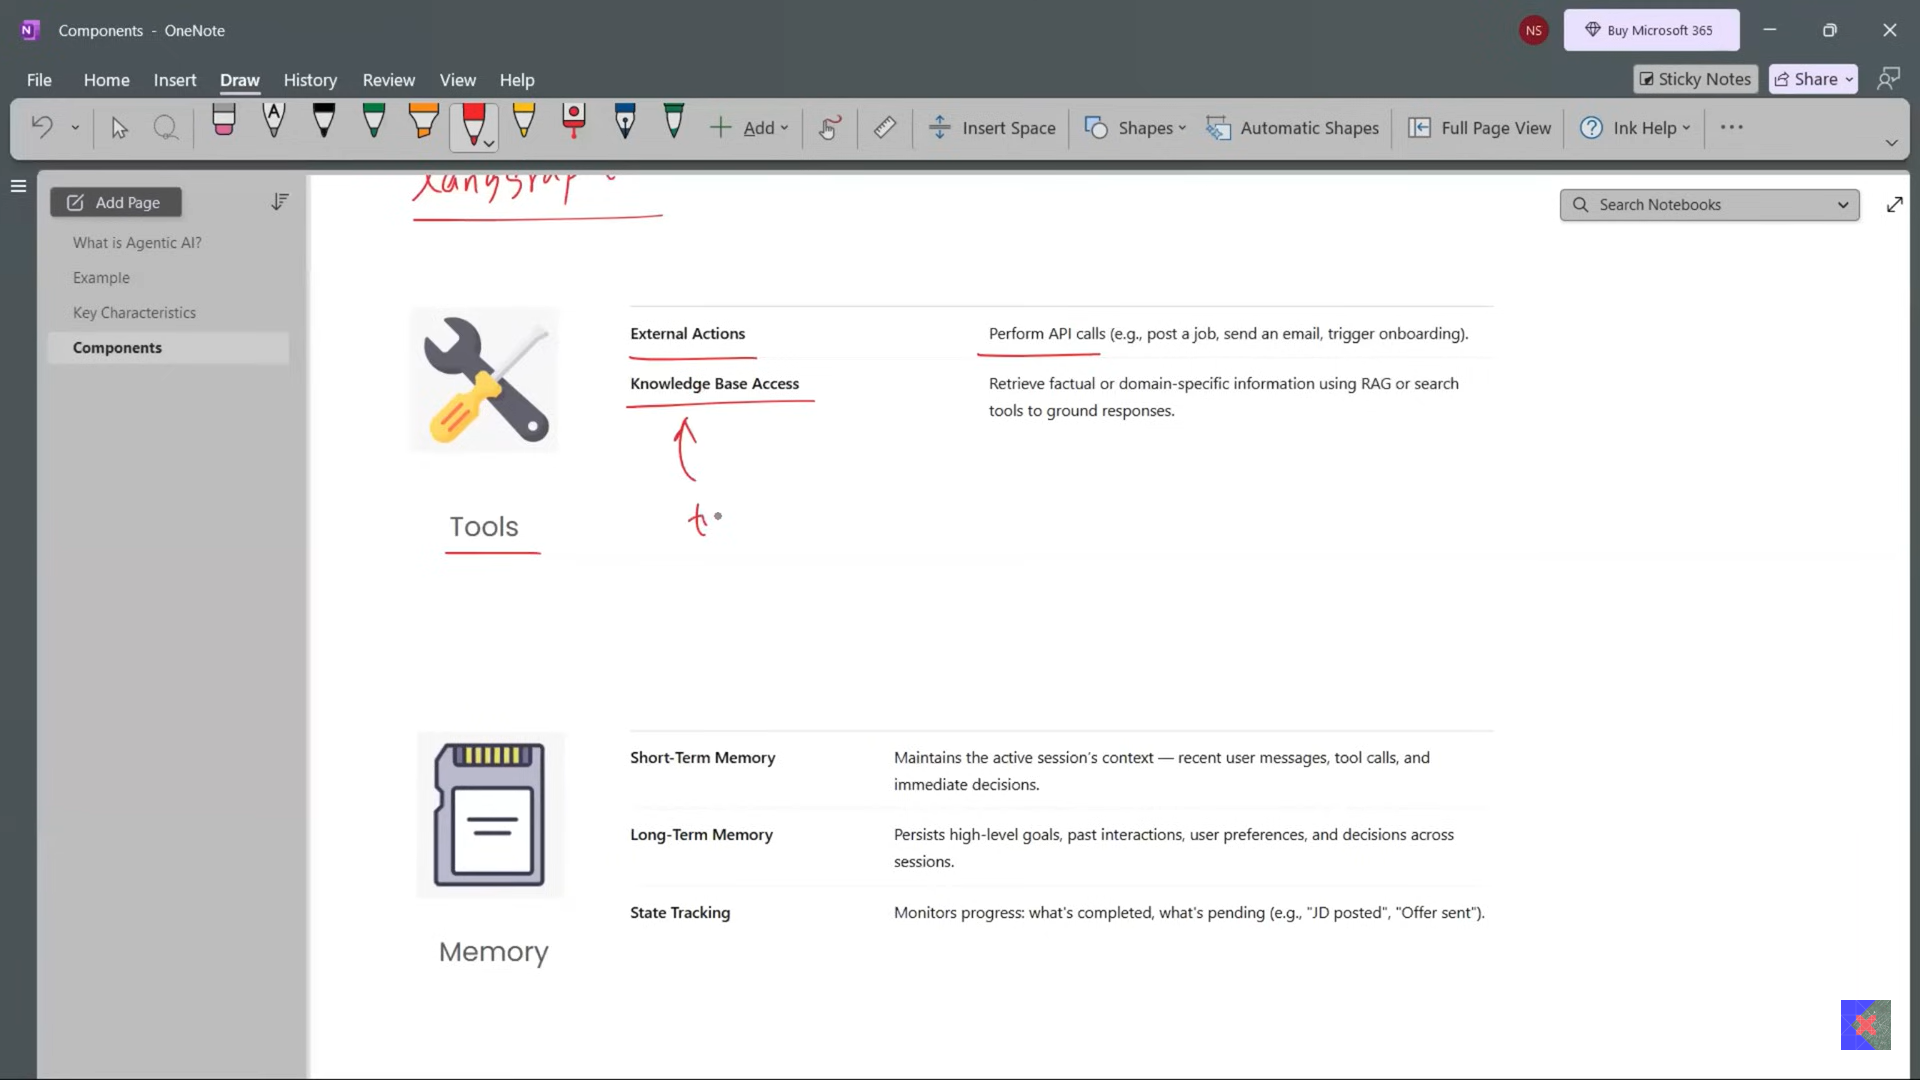 Components - OneNote
NS
Buy Microsoft 365
File Home Insert Draw History Review View Help
Sticky Notes
Share
A
Add
Insert Space
Shapes
Automatic Shapes
Full Page View
Ink Help
Add Page
What is Agentic AI?
Example
Key Characteristics
Components
Search Notebooks
External Actions Perform API calls (e.g., post a job, send an email, trigger onboarding).
Knowledge Base Access Retrieve factual or domain-specific information using RAG or search
tools to ground responses.
Tools
Short-Term Memory Maintains the active session's context — recent user messages, tool calls, and
immediate decisions.
Long-Term Memory Persists high-level goals, past interactions, user preferences, and decisions across
sessions.
State Tracking Monitors progress: what's completed, what's pending (e.g., "JD posted", "Offer sent").
Memory